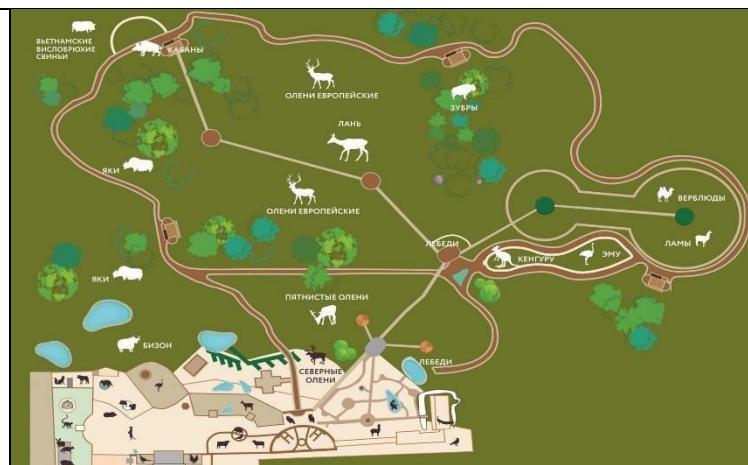 ВЬЕТНАМСКИЕ
ВИСЛОБРЮХИЕ
СВИНЬИ
КАБАНЫ
ОЛЕНИ ЕВРОПЕЙСКИЕ
ЗУБРЫ
ЛАНЬ
ЯКИ
ОЛЕНИ ЕВРОПЕЙСКИЕ
ВЕРБЛЮДЫ
ЛЕБЕДИ
КЕНГУРУ
ЭМУ
ЛАМЫ
ЯКИ
ПЯТНИСТЫЕ ОЛЕНИ
БИЗОН
СЕВЕРНЫЕ
ОЛЕНИ
ЛЕБЕДИ